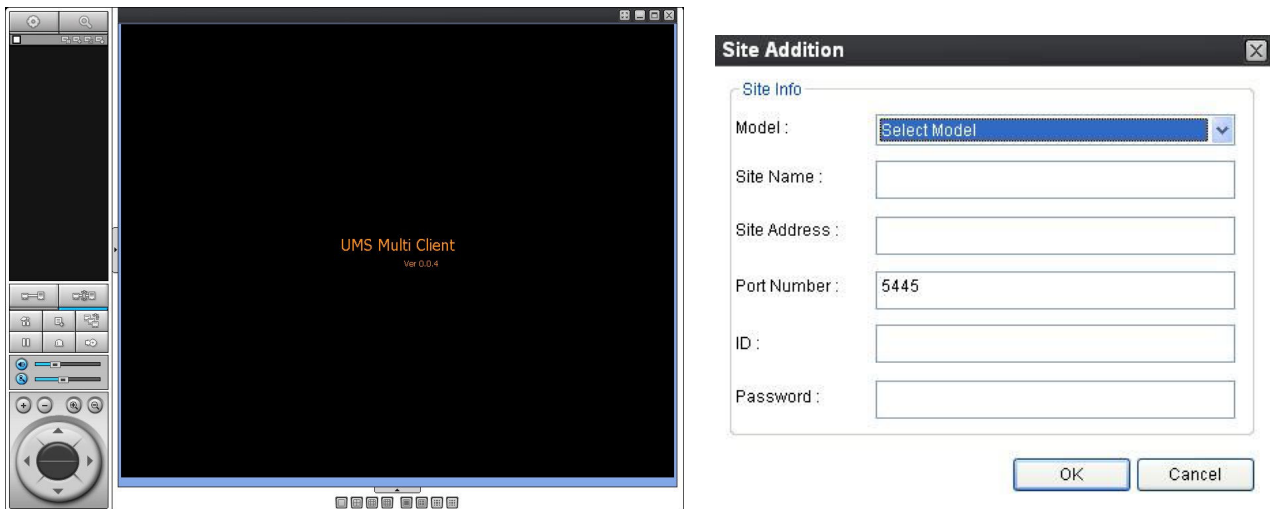 UMS Multi Client
Ver 0.0.4
Site Addition
Site Info
Model :
Select Model
Site Name :
Site Address :
Port Number :
5445
ID :
Password :
OK
Cancel